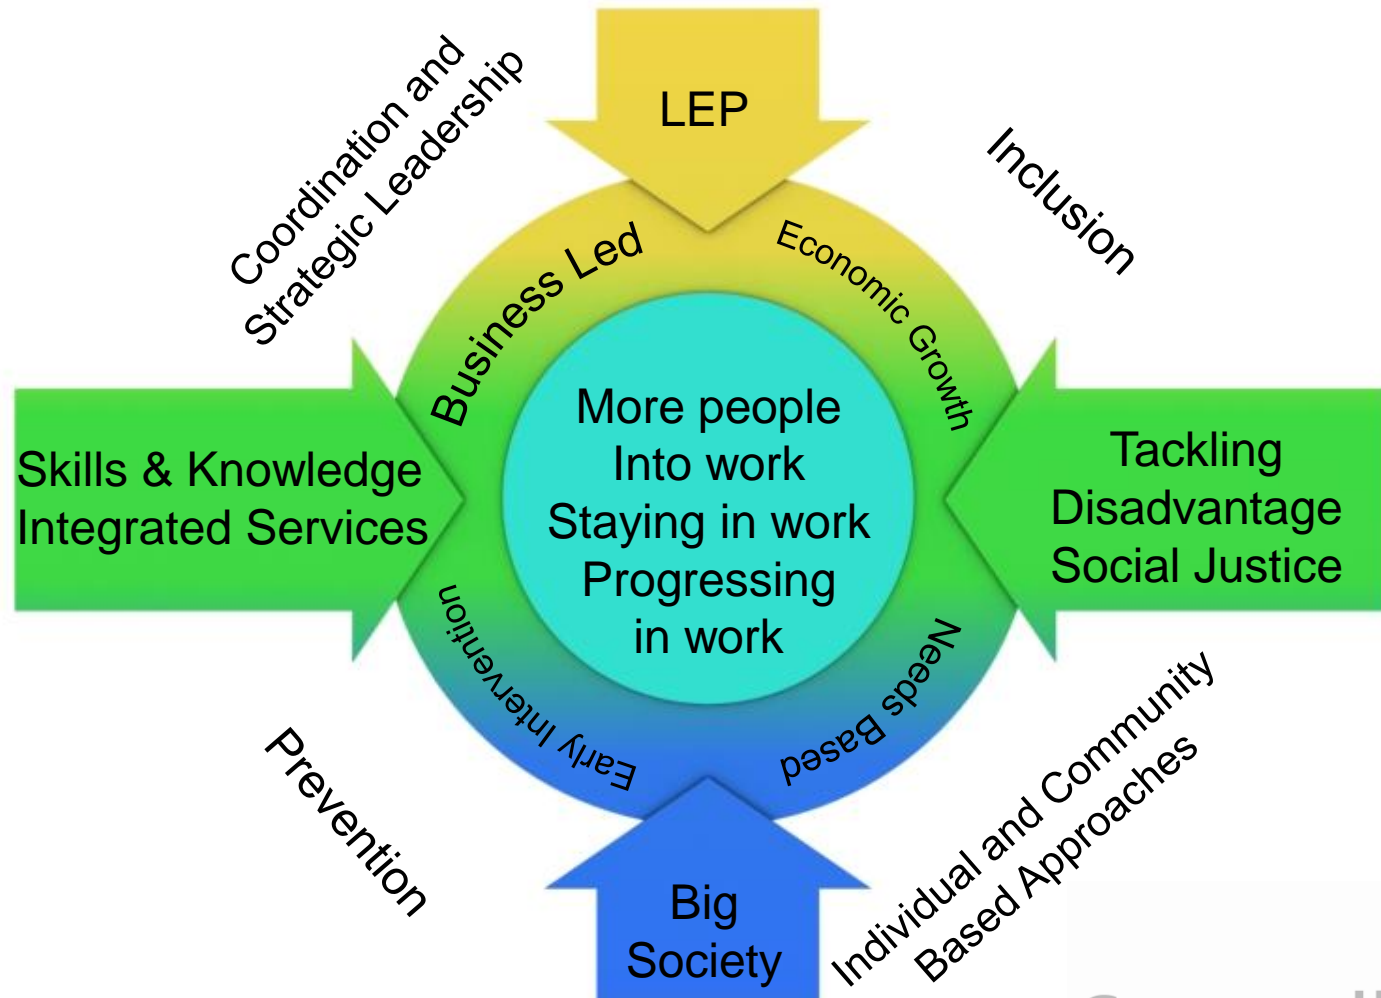 Coordination and
Strategic Leadership
LEP
Inclusion
Business Led
Economic Growth
Skills & Knowledge
Integrated Services
More people
Into work
Staying in work
Progressing
in work
Tackling
Disadvantage
Social Justice
Early Intervention
Needs Based
Prevention
Big
Society
Individual and Community
Based Approaches